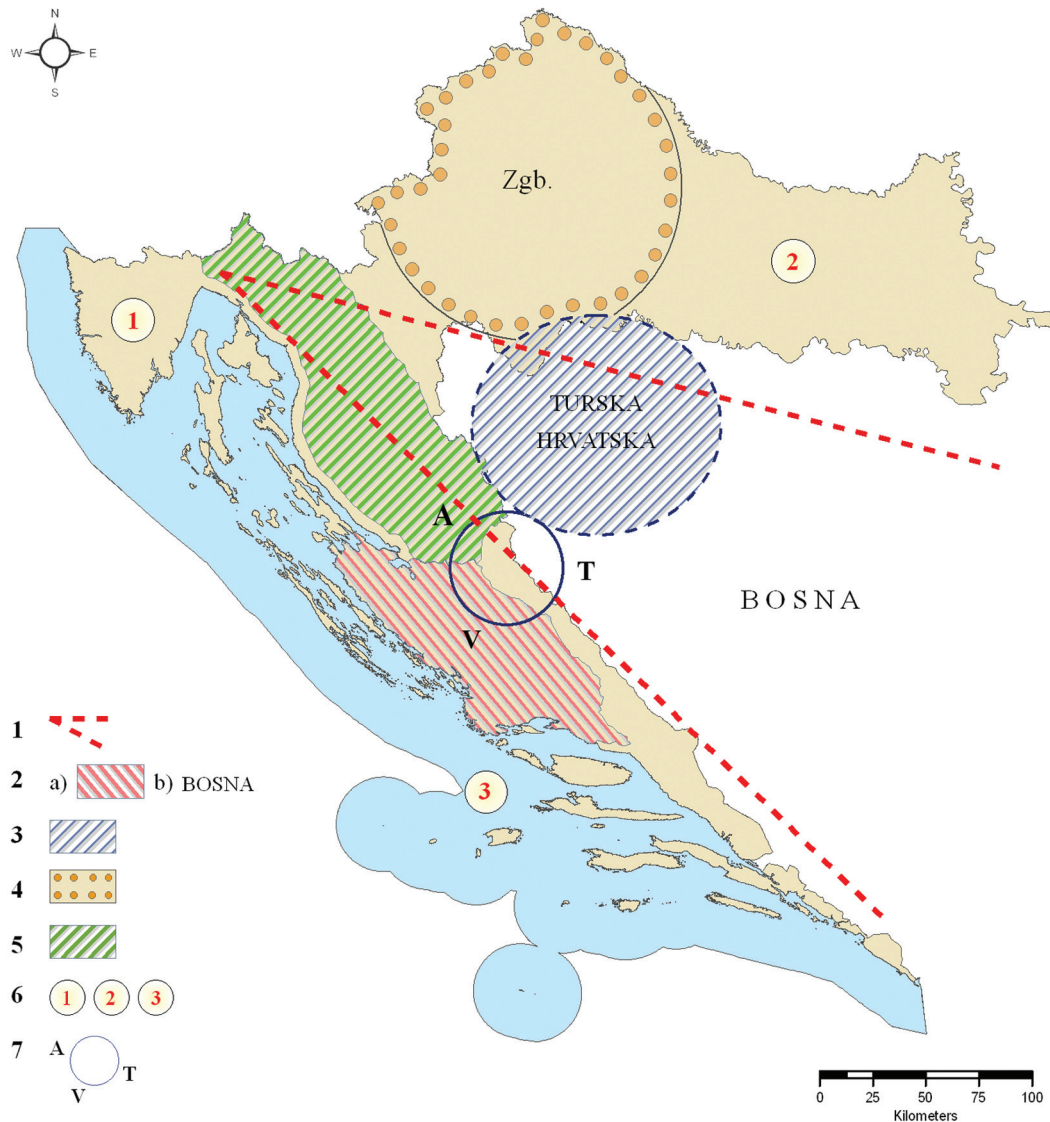 N
W E
S
Zgb.
2
1
TURSKA
HRVATSKA
A
T
BOSNA
V
3
1
2 a) b) BOSNA
3
4
5
6 1 2 3
7 A
T
V
0 25 50 75 100
Kilometers